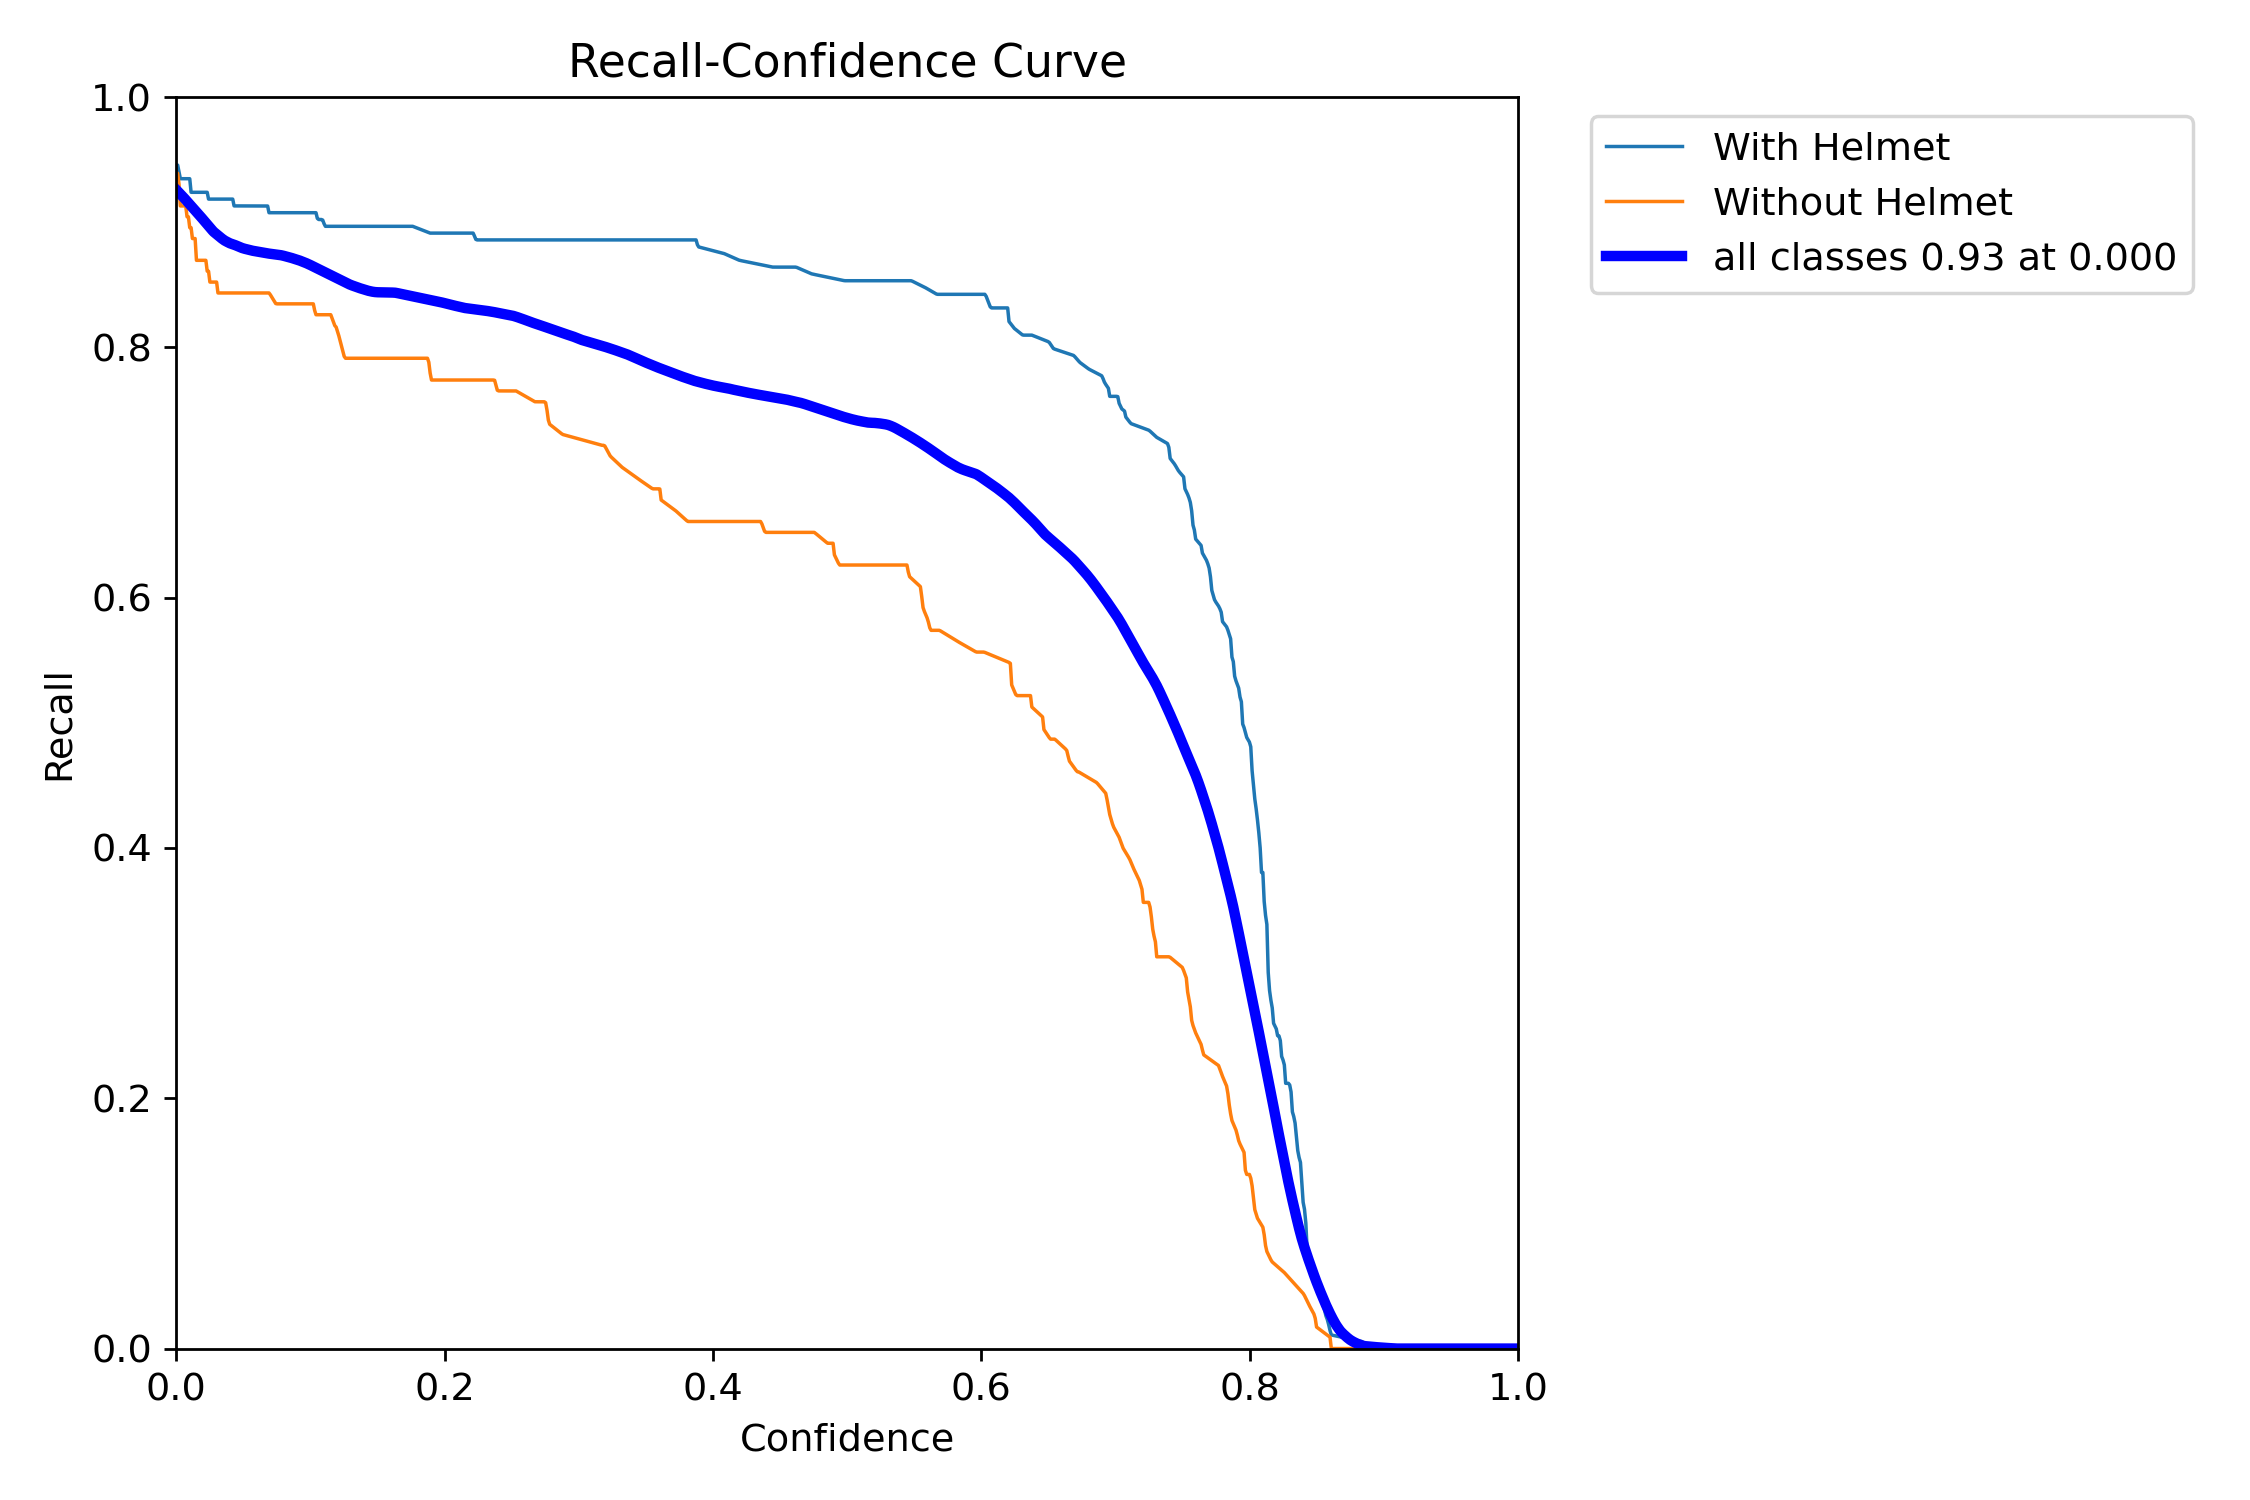 Recall-Confidence Curve
1.0
0.8
0.6
0.4
0.2
0.0
Recall
0.0 0.2 0.4 0.6 0.8 1.0
Confidence
With Helmet
Without Helmet
all classes 0.93 at 0.000